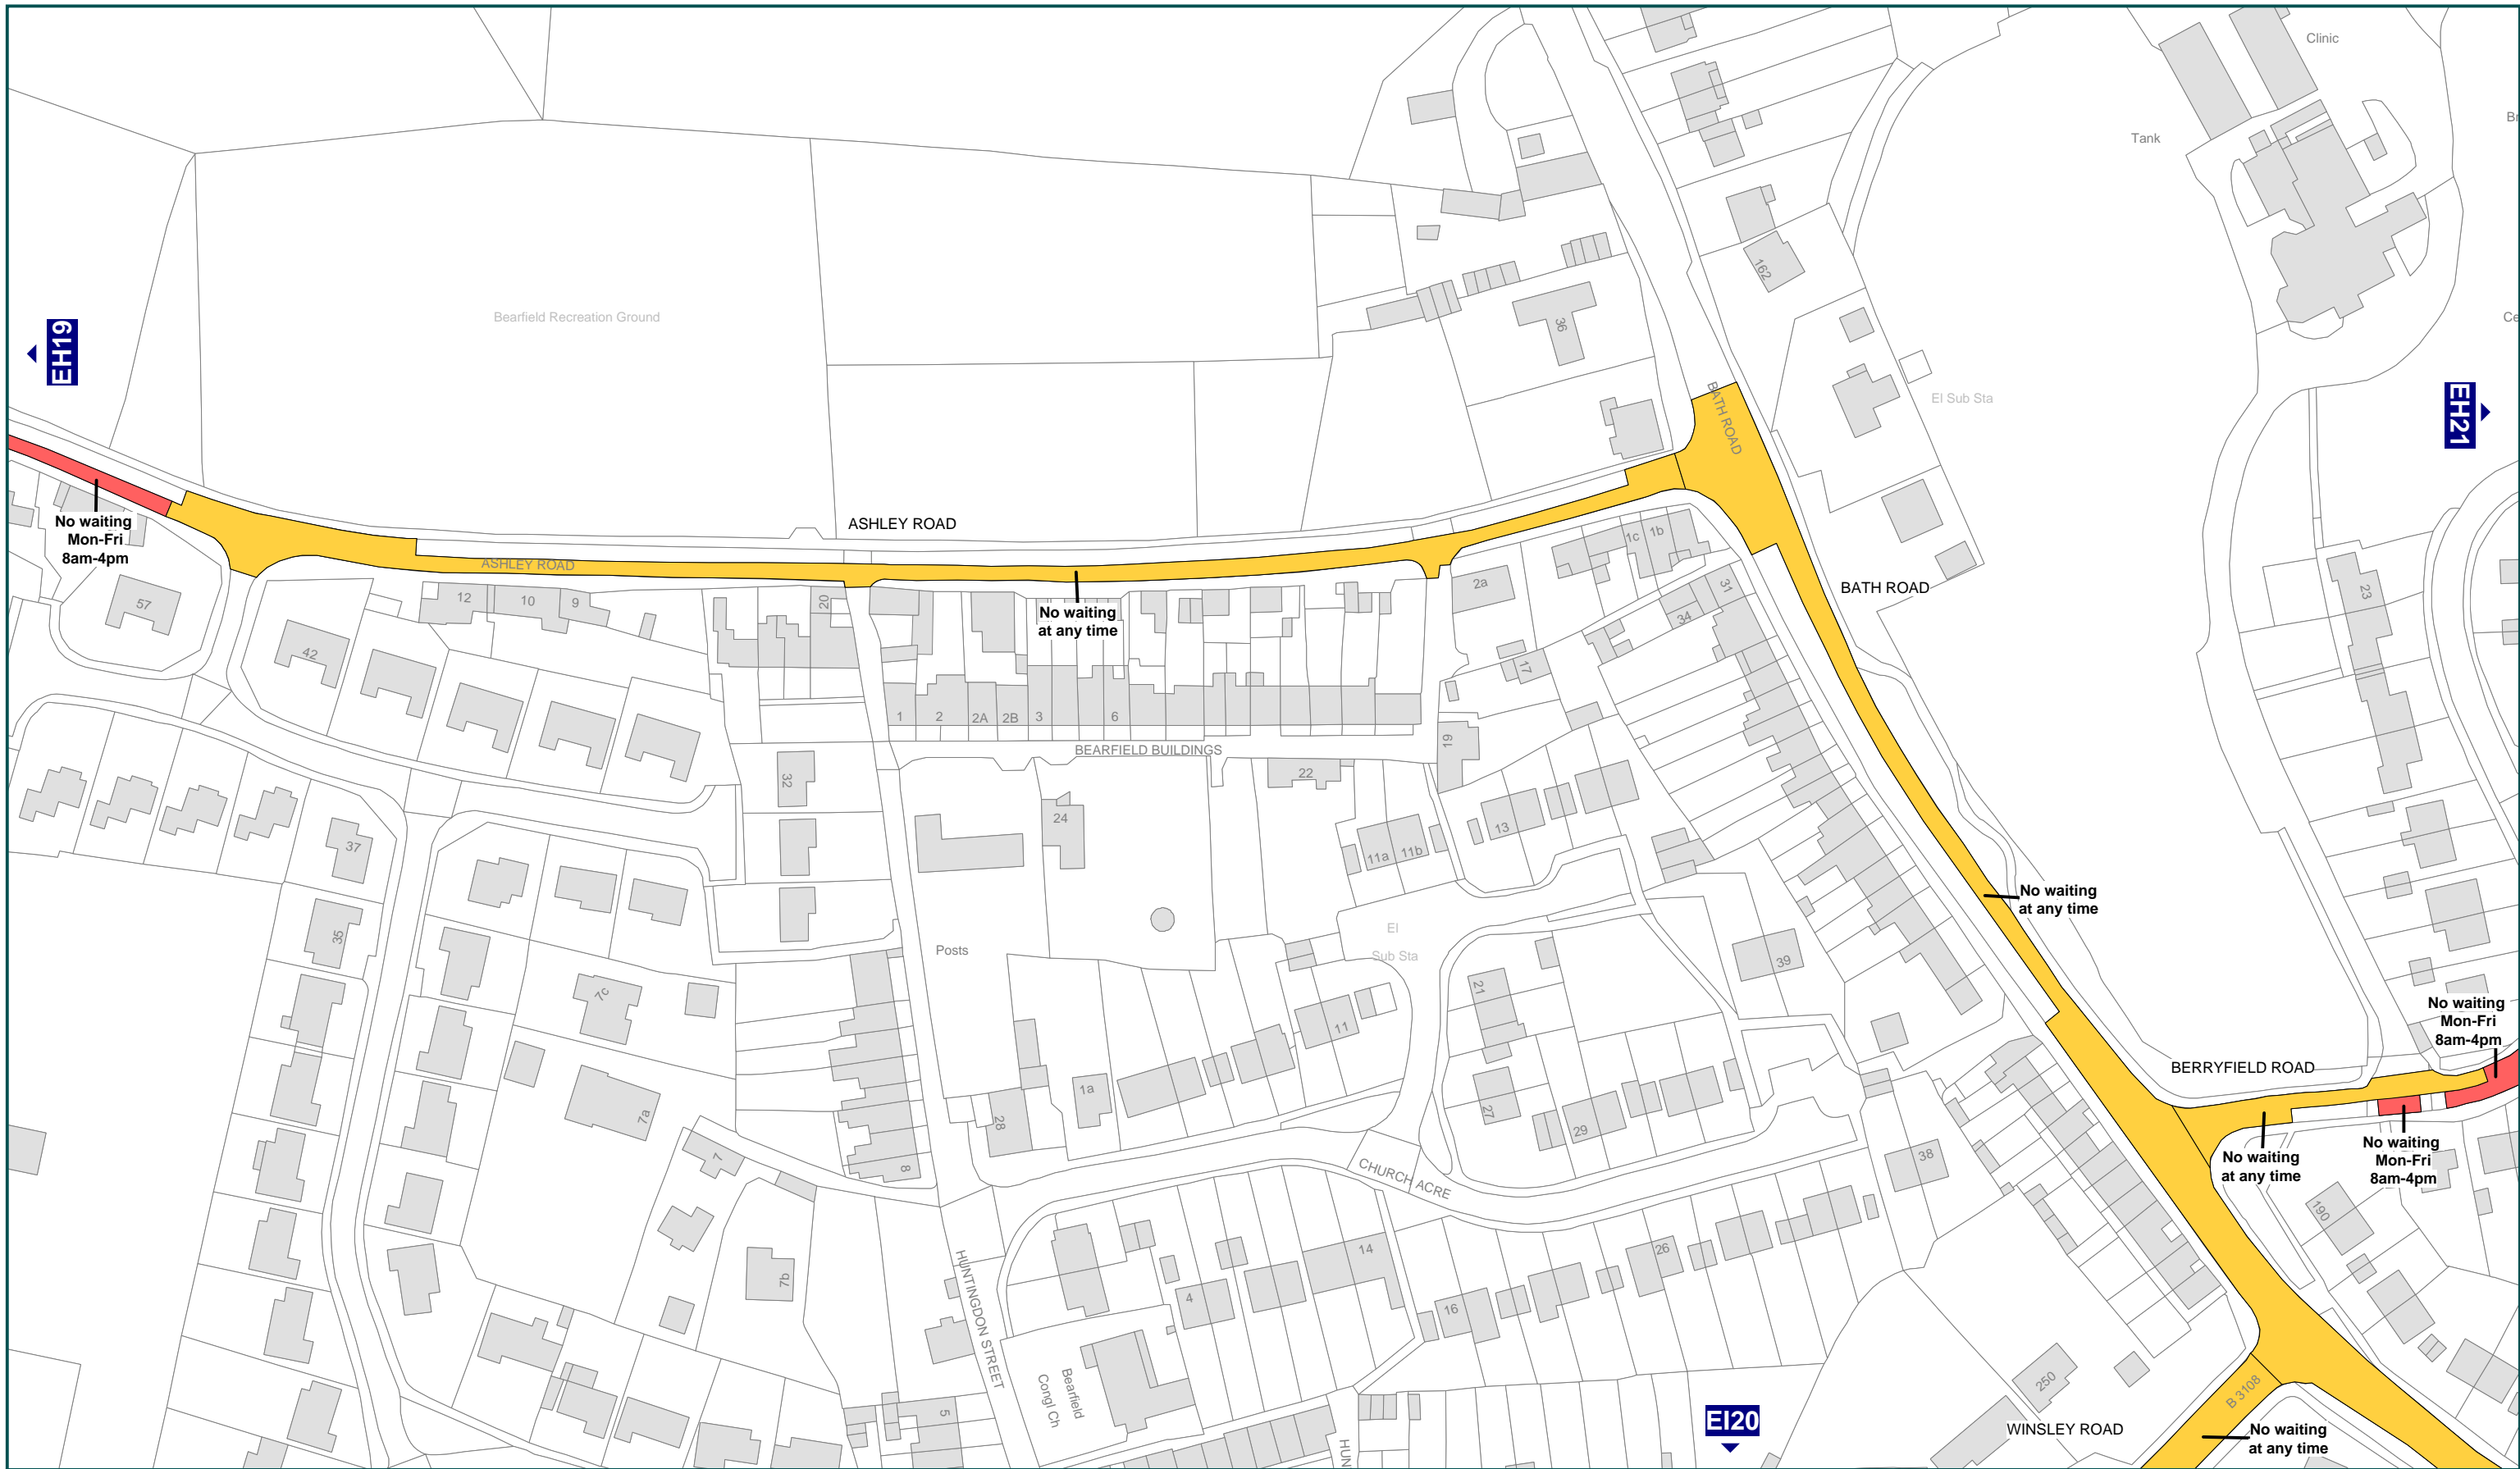 Clinic
Br
Tank
162
Bearfield Recreation Ground
36
Ce
EH19
EH21
BATH ROAD
El Sub Sta
No waiting
Mon-Fri
8am-4pm
ASHLEY ROAD
ASHLEY ROAD
1c
1b
57
12
10
9
20
2a
31
34
BATH ROAD
23
No waiting
at any time
42
17
1
2
2A
2B
3
6
19
BEARFIELD BUILDINGS
32
22
24
13
37
11a
11b
No waiting
at any time
35
Posts
El
Sub Sta
39
21
7c
11
No waiting
Mon-Fri
8am-4pm
BERRYFIELD ROAD
1a
27
28
29
7a
7
8
38
No waiting
at any time
No waiting
Mon-Fri
8am-4pm
CHURCH ACRE
190
14
26
7b
HUNTINGDON STREET
4
16
250
B 3108
Bearfield
Congl Ch
5
EI20
WINSLEY ROAD
No waiting
at any time
HUN